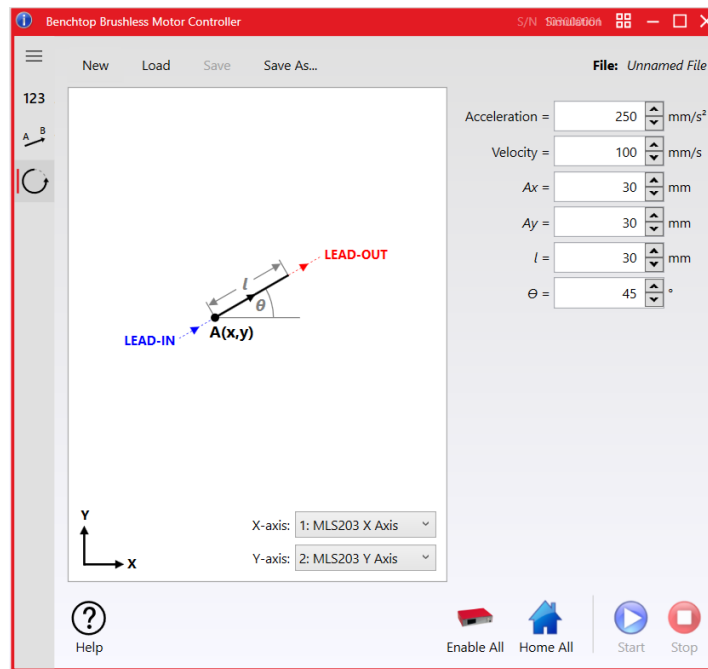 Benchtop Brushless Motor Controller
S/N Simulation
New Load Save Save As... File: Unnamed File
123
A B
Acceleration = 250 mm/s²
Velocity = 100 mm/s
Ax = 30 mm
Ay = 30 mm
l = 30 mm
Θ = 45 °
LEAD-OUT
l
θ
A(x,y)
LEAD-IN
Y
X
X-axis: 1: MLS203 X Axis
Y-axis: 2: MLS203 Y Axis
? Help
Enable All Home All Start Stop